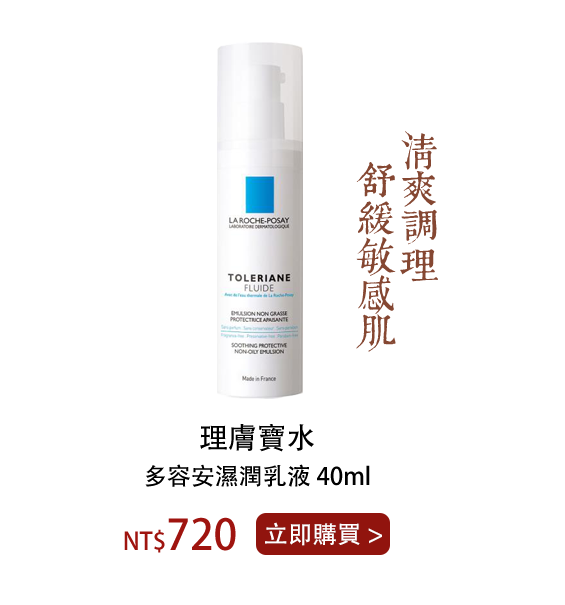 清爽調理
舒緩敏感肌
LA ROCHE-POSAY
LABORATOIRE DERMATOLOGIQUE
TOLERIANE
FLUIDE
EMULSION NON GRASSE
PROTECTRICE APAISANTE
SOOTHING PROTECTIVE
NON-OILY EMULSION
Made in France
理膚寶水
多容安濕潤乳液 40ml
NT$720
立即購買 >